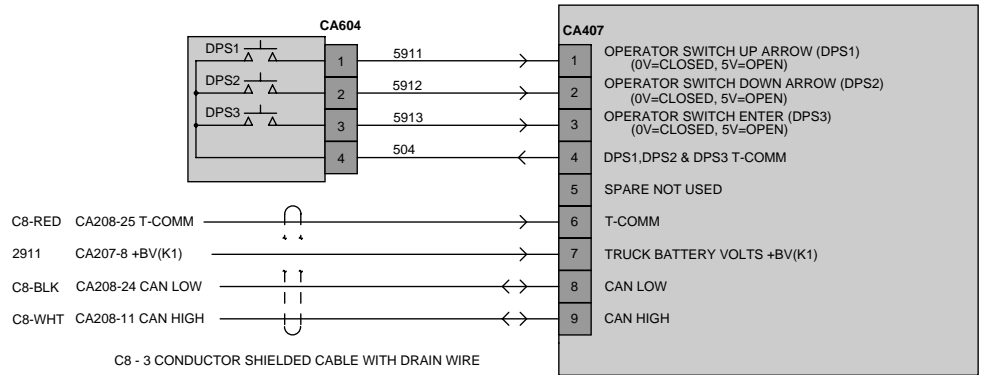 CA604
CA407
DPS1
1
5911
1
OPERATOR SWITCH UP ARROW (DPS1)
(0V=CLOSED, 5V=OPEN)
DPS2
2
5912
2
OPERATOR SWITCH DOWN ARROW (DPS2)
(0V=CLOSED, 5V=OPEN)
DPS3
3
5913
3
OPERATOR SWITCH ENTER (DPS3)
(0V=CLOSED, 5V=OPEN)
4
504
4
DPS1,DPS2 & DPS3 T-COMM
5
SPARE NOT USED
C8-RED CA208-25 T-COMM
6
T-COMM
2911 CA207-8 +BV(K1)
7
TRUCK BATTERY VOLTS +BV(K1)
C8-BLK CA208-24 CAN LOW
8
CAN LOW
C8-WHT CA208-11 CAN HIGH
9
CAN HIGH
C8 - 3 CONDUCTOR SHIELDED CABLE WITH DRAIN WIRE